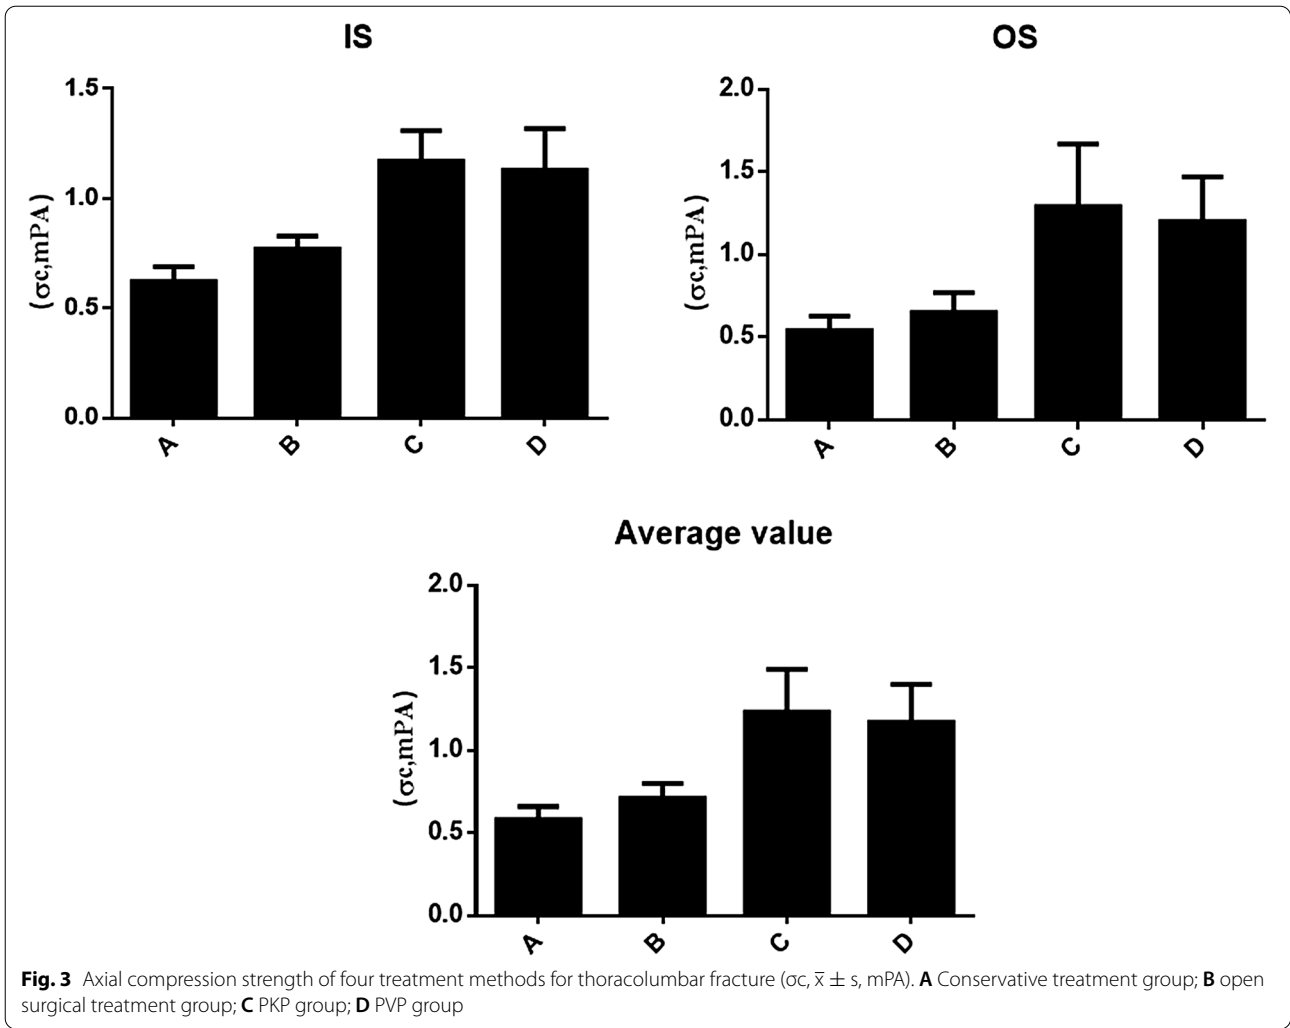 IS
1.5
1.0
0.5
0.0
(σc,mPA)
A
B
C
D
OS
2.0
1.5
1.0
0.5
0.0
(σc,mPA)
A
B
C
D
Average value
2.0
1.5
1.0
0.5
0.0
(σc,mPA)
A
B
C
D
Fig. 3 Axial compression strength of four treatment methods for thoracolumbar fracture (σc, x̅ ± s, mPA). A Conservative treatment group; B open
surgical treatment group; C PKP group; D PVP group